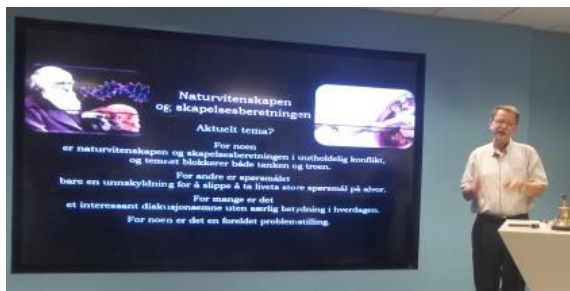 Naturvitenskapen
og skapelsesberetningen
Aktuelt tema?
For noen
er naturvitenskapen og skapelsesberetningen i uutholdelig konflikt,
og temaet blokkerer både tanken og troen.
For andre er spørsmålet
bare en unnskyldning for å slippe å ta livets store spørsmål på alvor.
For mange er det
et interessant diskusjonsemne uten særlig betydning i hverdagen.
For noen er det en foreldet problemstilling.